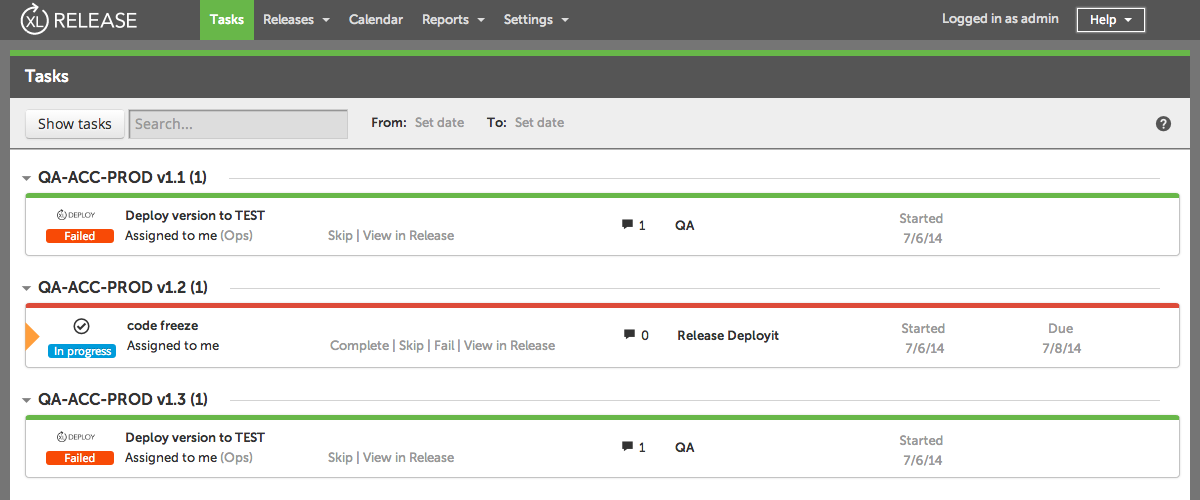 XL RELEASE Tasks Releases Calendar Reports Settings Logged in as admin Help
Tasks
Show tasks Search... From: Set date To: Set date ?
QA-ACC-PROD v1.1 (1)
XL DEPLOY Deploy version to TEST Started
Failed Assigned to me (Ops) Skip | View in Release 1 QA 7/6/14
QA-ACC-PROD v1.2 (1)
code freeze Started Due
In progress Assigned to me Complete | Skip | Fail | View in Release 0 Release Deployit 7/6/14 7/8/14
QA-ACC-PROD v1.3 (1)
XL DEPLOY Deploy version to TEST Started
Failed Assigned to me (Ops) Skip | View in Release 1 QA 7/6/14